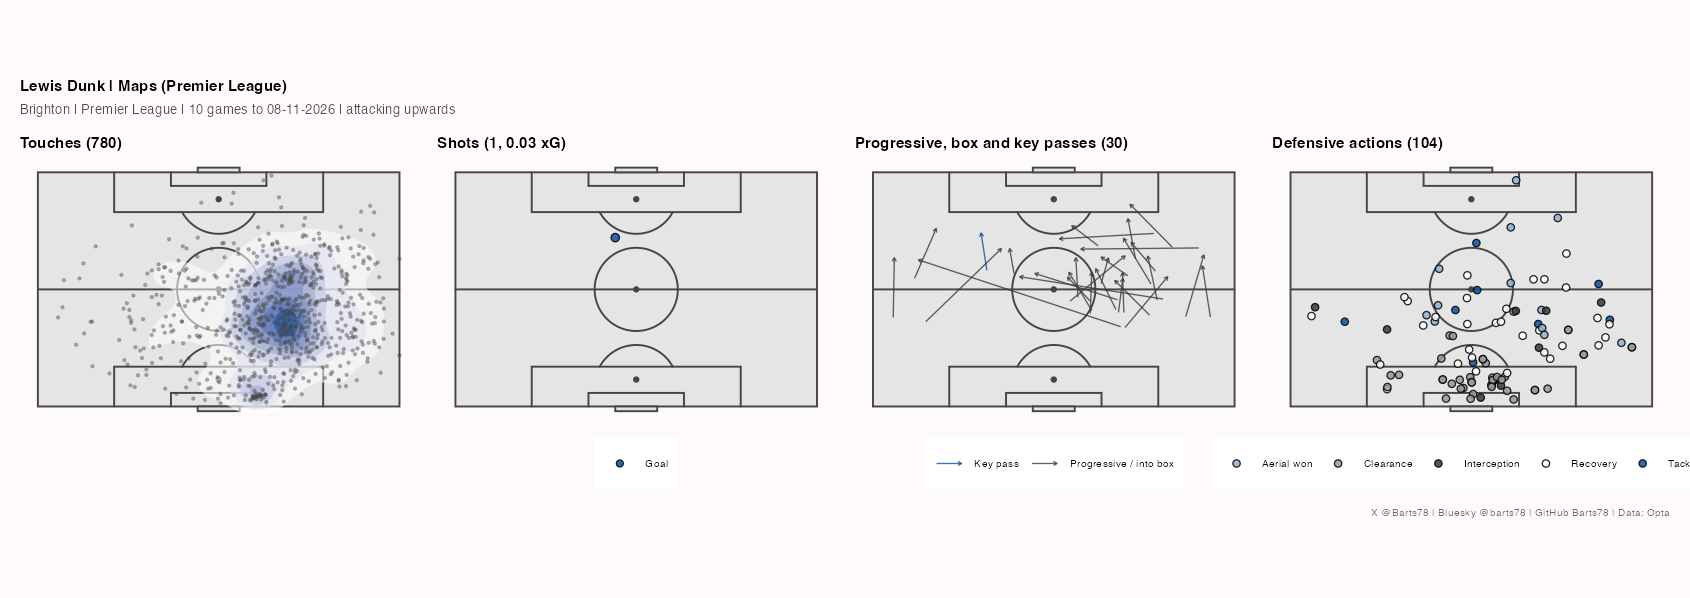 Lewis Dunk | Maps (Premier League)
Brighton | Premier League | 10 games to 08-11-2026 | attacking upwards
Touches (780)
Shots (1, 0.03 xG)
Progressive, box and key passes (30)
Defensive actions (104)
Goal
Key pass
Progressive / into box
Aerial won
Clearance
Interception
Recovery
Tack
X @Barts78 | Bluesky @barts78 | GitHub Barts78 | Data: Opta